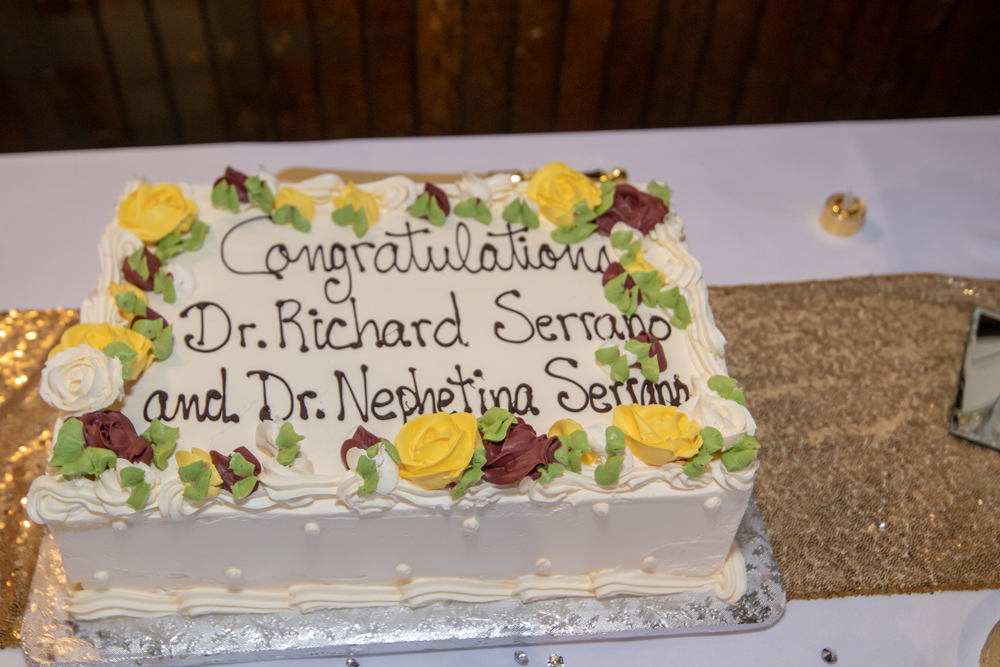 Congratulations
Dr. Richard Serrano
and Dr. Nephetina Serrano